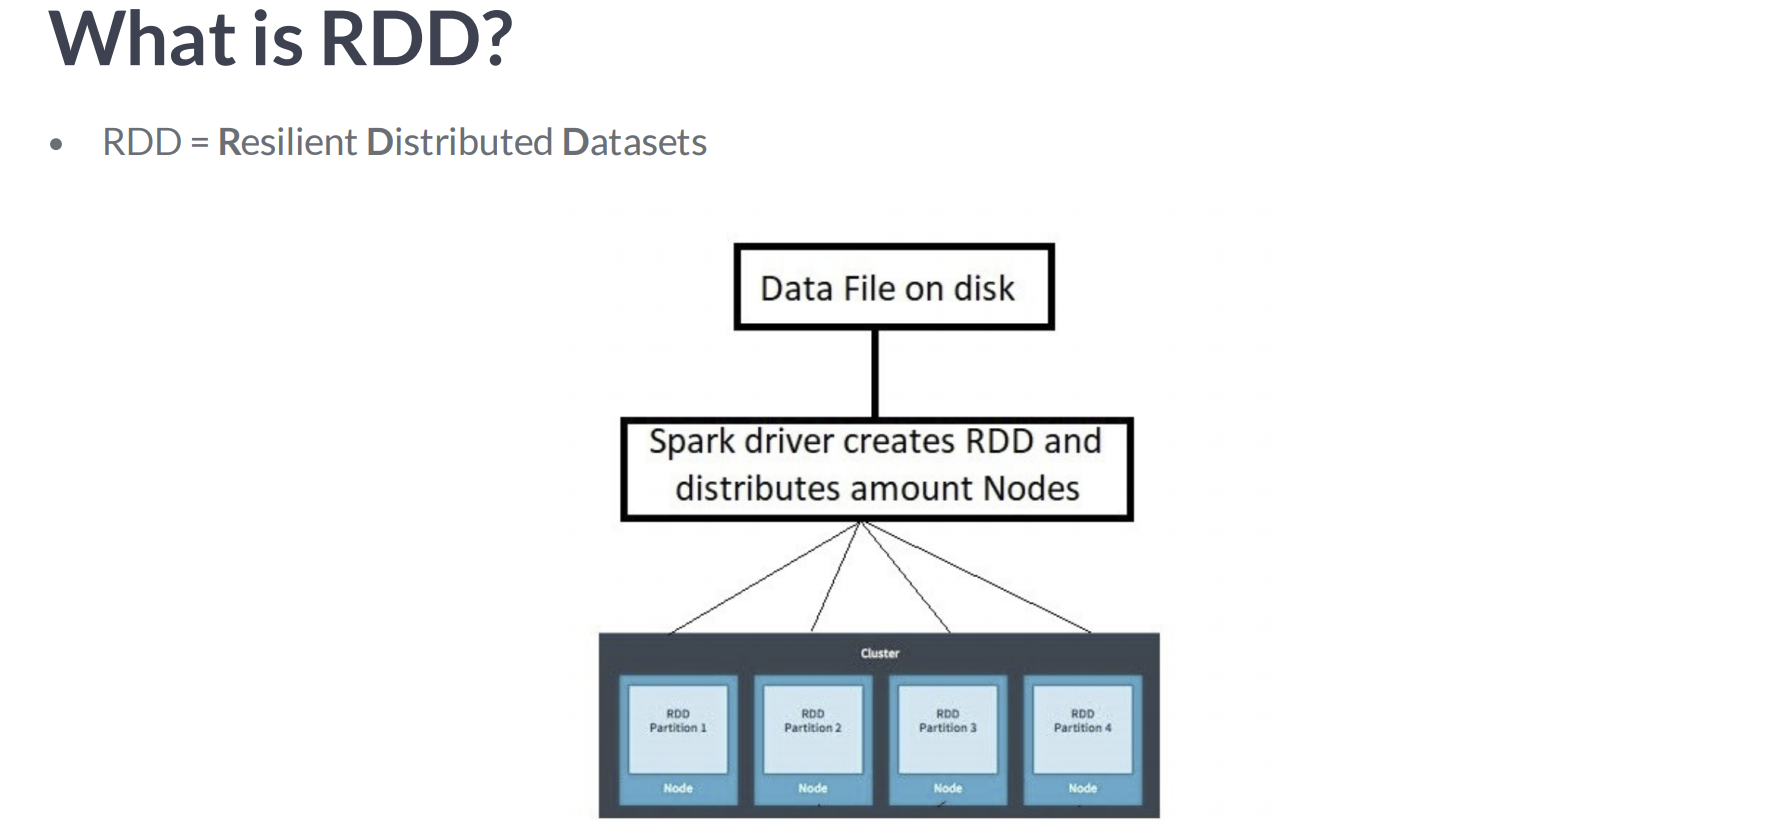 What is RDD?
• RDD = Resilient Distributed Datasets
Data File on disk
Spark driver creates RDD and
distributes amount Nodes
Cluster
RDD
Partition 1
Node
RDD
Partition 2
Node
RDD
Partition 3
Node
RDD
Partition 4
Node